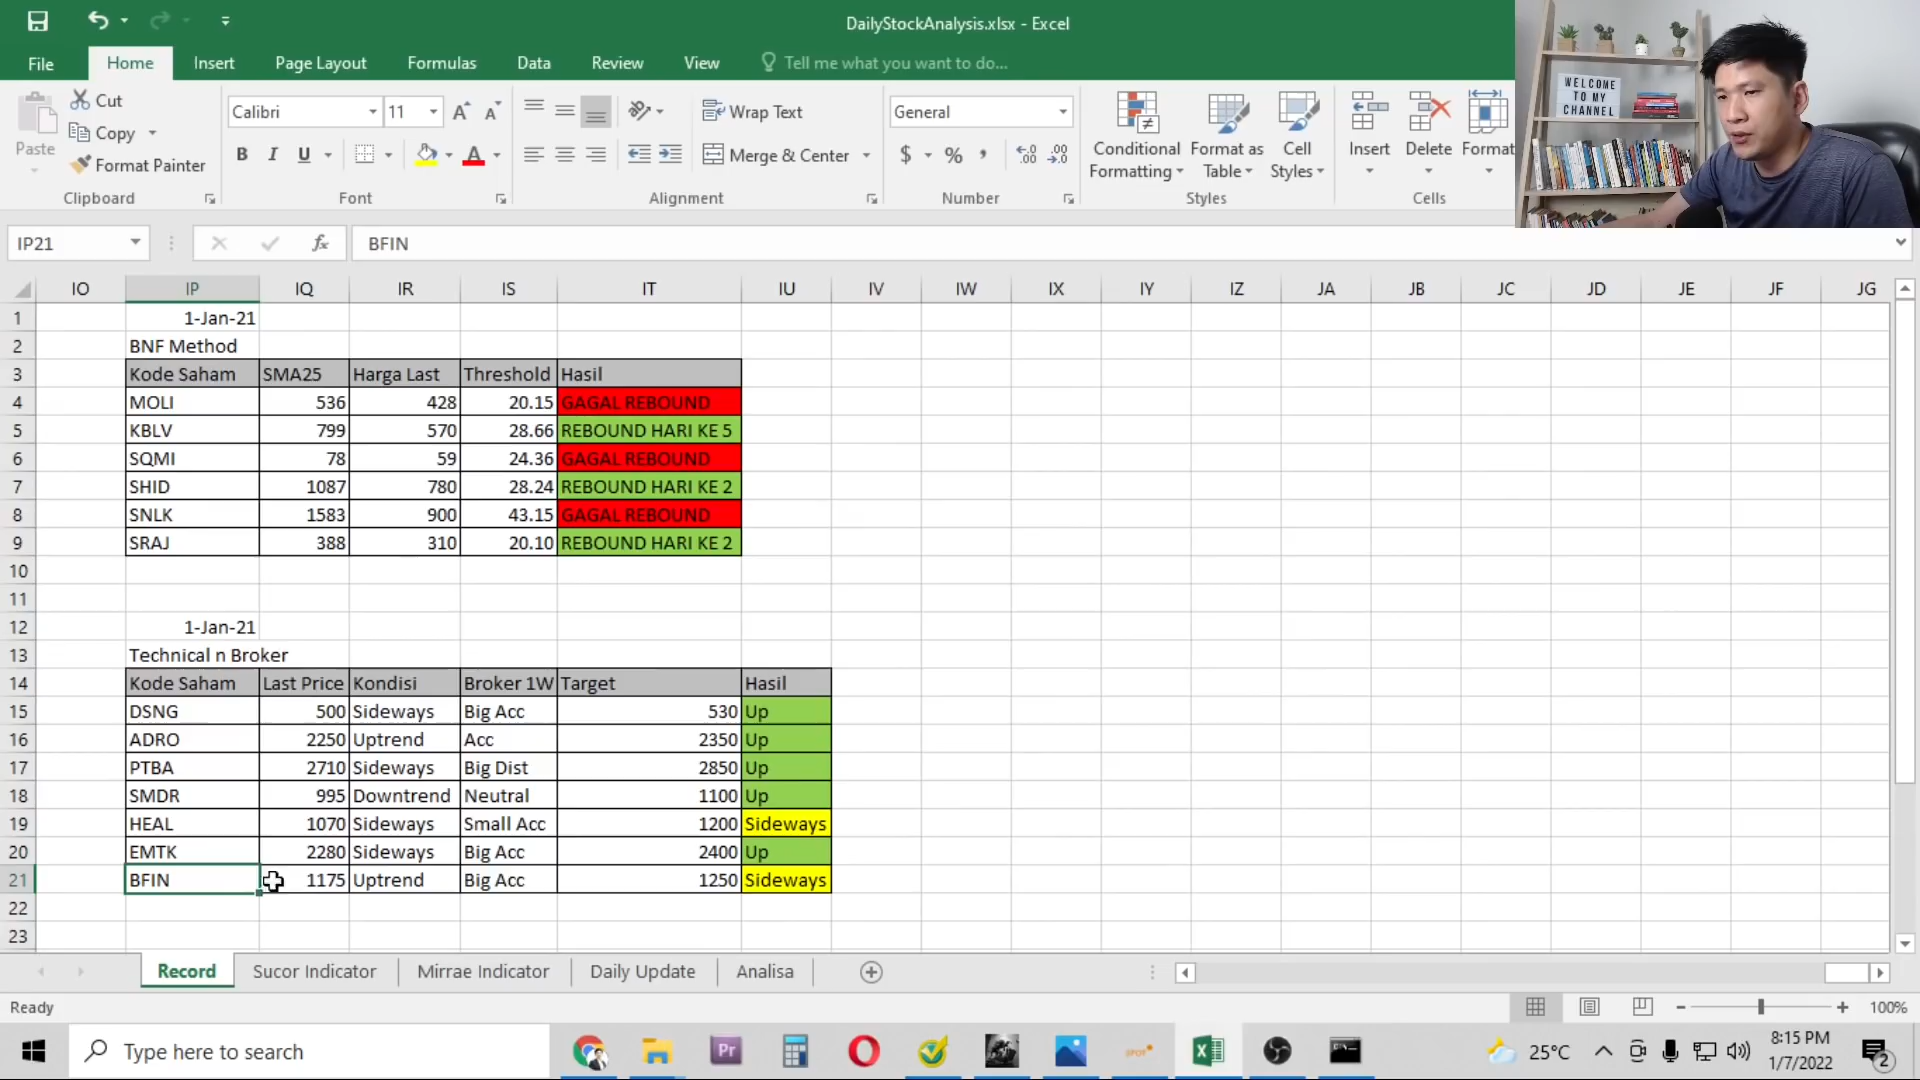 DailyStockAnalysis.xlsx - Excel
File Home Insert Page Layout Formulas Data Review View Tell me what you want to do...
WELCOME
TO MY
CHANNEL
Paste
Cut
Copy
Format Painter
Clipboard
Calibri 11
B I U
Font
Wrap Text
Merge & Center
Alignment
General
$ % ,
Number
Conditional Formatting
Format as Table
Cell Styles
Styles
Insert Delete Format
Cells
IP21 fx BFIN
IO IP IQ IR IS IT IU IV IW IX IY IZ JA JB JC JD JE JF JG
1 1-Jan-21
2 BNF Method
3 Kode Saham SMA25 Harga Last Threshold Hasil
4 MOLI 536 428 20.15 GAGAL REBOUND
5 KBLV 799 570 28.66 REBOUND HARI KE 5
6 SQMI 78 59 24.36 GAGAL REBOUND
7 SHID 1087 780 28.24 REBOUND HARI KE 2
8 SNLK 1583 900 43.15 GAGAL REBOUND
9 SRAJ 388 310 20.10 REBOUND HARI KE 2
10
11
12 1-Jan-21
13 Technical n Broker
14 Kode Saham Last Price Kondisi Broker 1W Target Hasil
15 DSNG 500 Sideways Big Acc 530 Up
16 ADRO 2250 Uptrend Acc 2350 Up
17 PTBA 2710 Sideways Big Dist 2850 Up
18 SMDR 995 Downtrend Neutral 1100 Up
19 HEAL 1070 Sideways Small Acc 1200 Sideways
20 EMTK 2280 Sideways Big Acc 2400 Up
21 BFIN 1175 Uptrend Big Acc 1250 Sideways
22
23
Record Sucor Indicator Mirrae Indicator Daily Update Analisa
Ready 100%
Type here to search
Pr
25°C
8:15 PM
1/7/2022
2